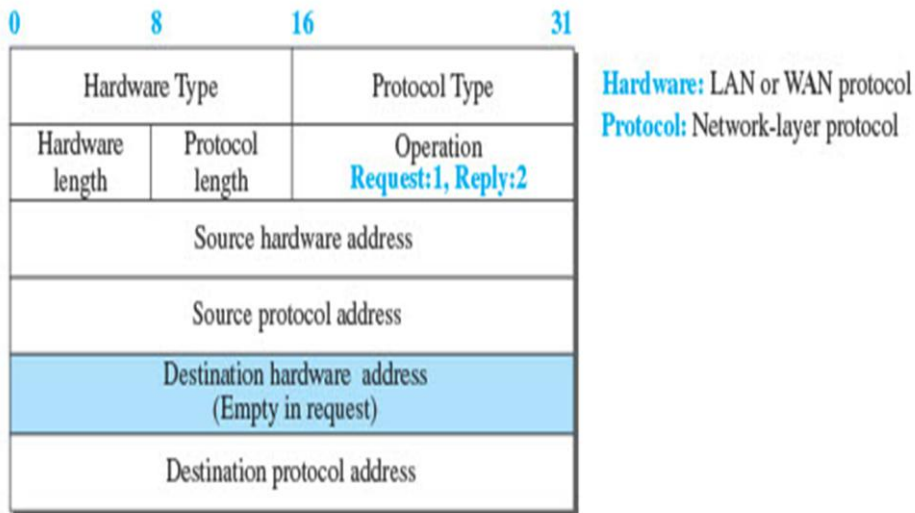 0 8 16 31
Hardware Type Protocol Type
Hardware: LAN or WAN protocol
Protocol: Network-layer protocol
Hardware length
Protocol length
Operation
Request:1, Reply:2
Source hardware address
Source protocol address
Destination hardware address
(Empty in request)
Destination protocol address